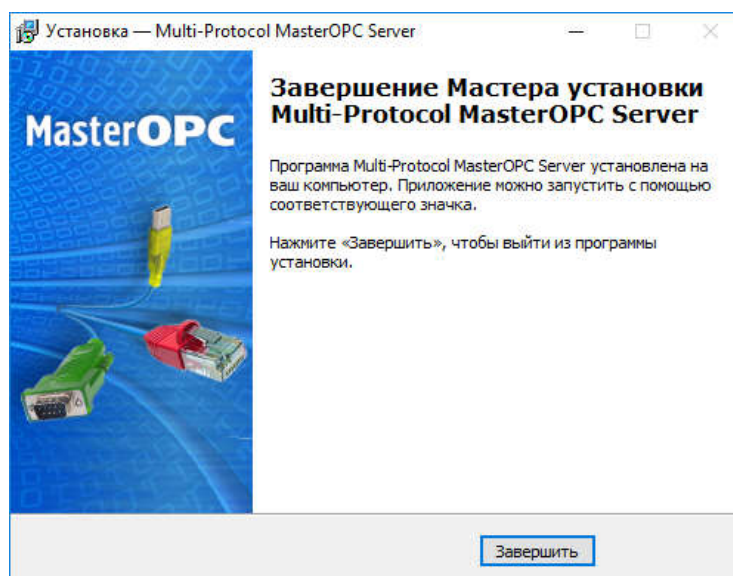 Установка — Multi-Protocol MasterOPC Server
MasterOPC
Завершение Мастера установки
Multi-Protocol MasterOPC Server
Программа Multi-Protocol MasterOPC Server установлена на
ваш компьютер. Приложение можно запустить с помощью
соответствующего значка.
Нажмите «Завершить», чтобы выйти из программы
установки.
Завершить